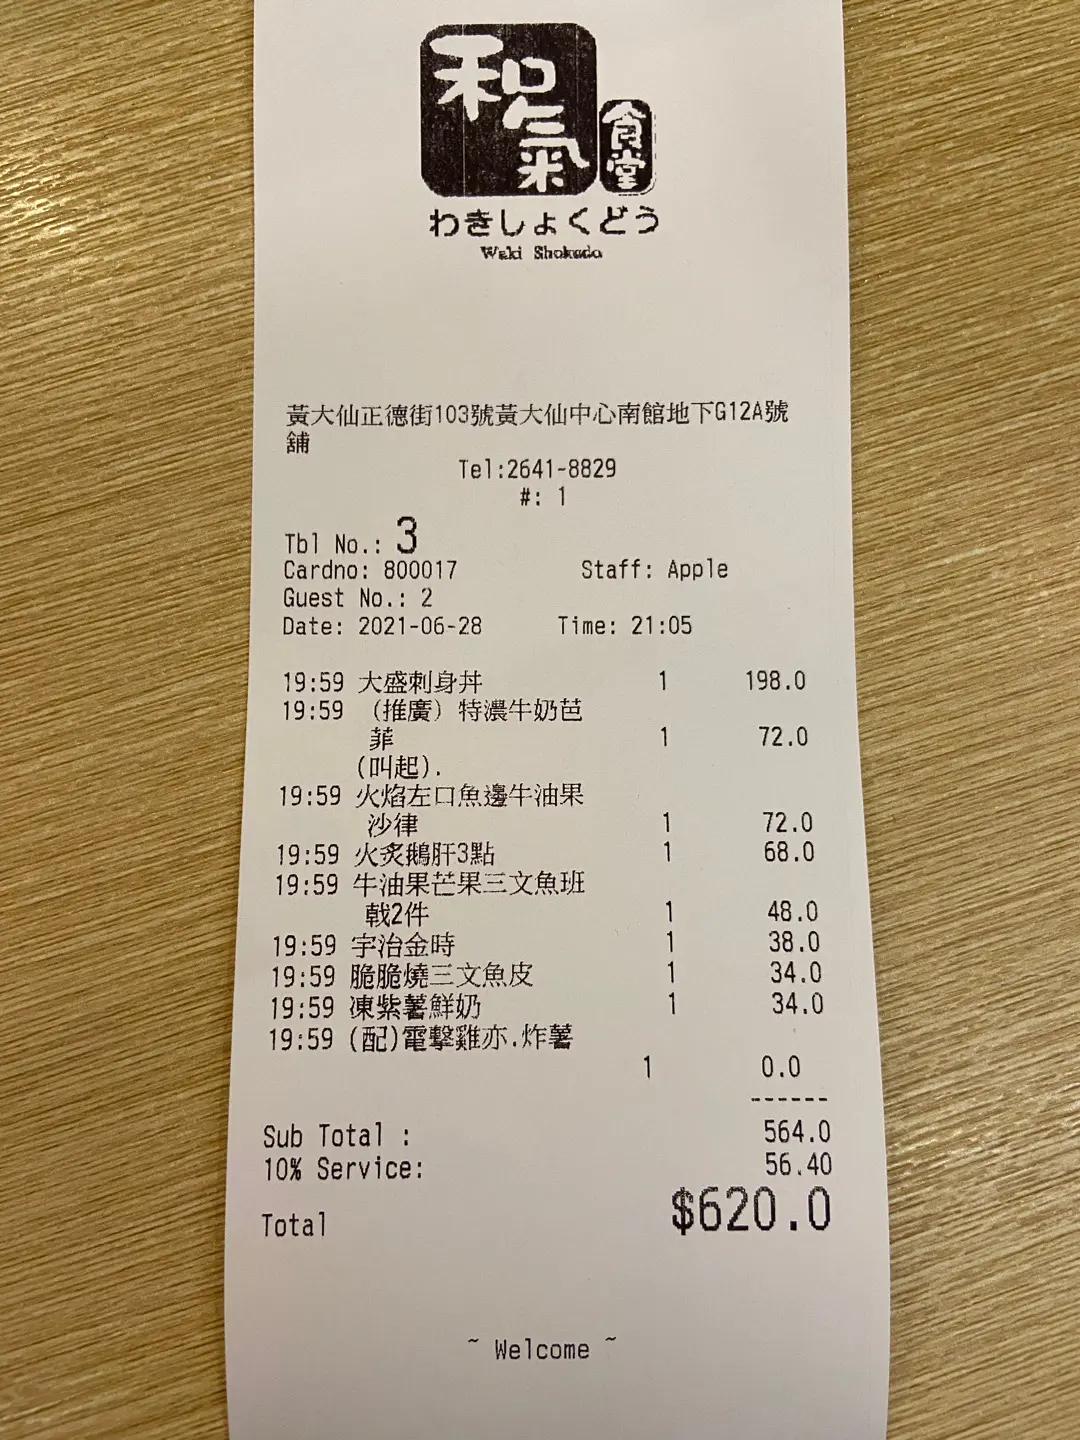 和氣
食堂
わきしょくどう
Waki Shokudo
黃大仙正德街103號黃大仙中心南館地下G12A號
舖
Tel:2641-8829
#: 1
Tbl No.: 3
Cardno: 800017 Staff: Apple
Guest No.: 2
Date: 2021-06-28 Time: 21:05
19:59 大盛刺身丼 1 198.0
19:59 （推廣）特濃牛奶芭
菲 1 72.0
(叫起).
19:59 火焰左口魚邊牛油果
沙律 1 72.0
19:59 火炙鵝肝3點 1 68.0
19:59 牛油果芒果三文魚班
戟2件 1 48.0
19:59 宇治金時 1 38.0
19:59 脆脆燒三文魚皮 1 34.0
19:59 凍紫薯鮮奶 1 34.0
19:59 (配)電擊雞亦.炸薯
1 0.0
------
Sub Total : 564.0
10% Service: 56.40
Total $620.0
~ Welcome ~